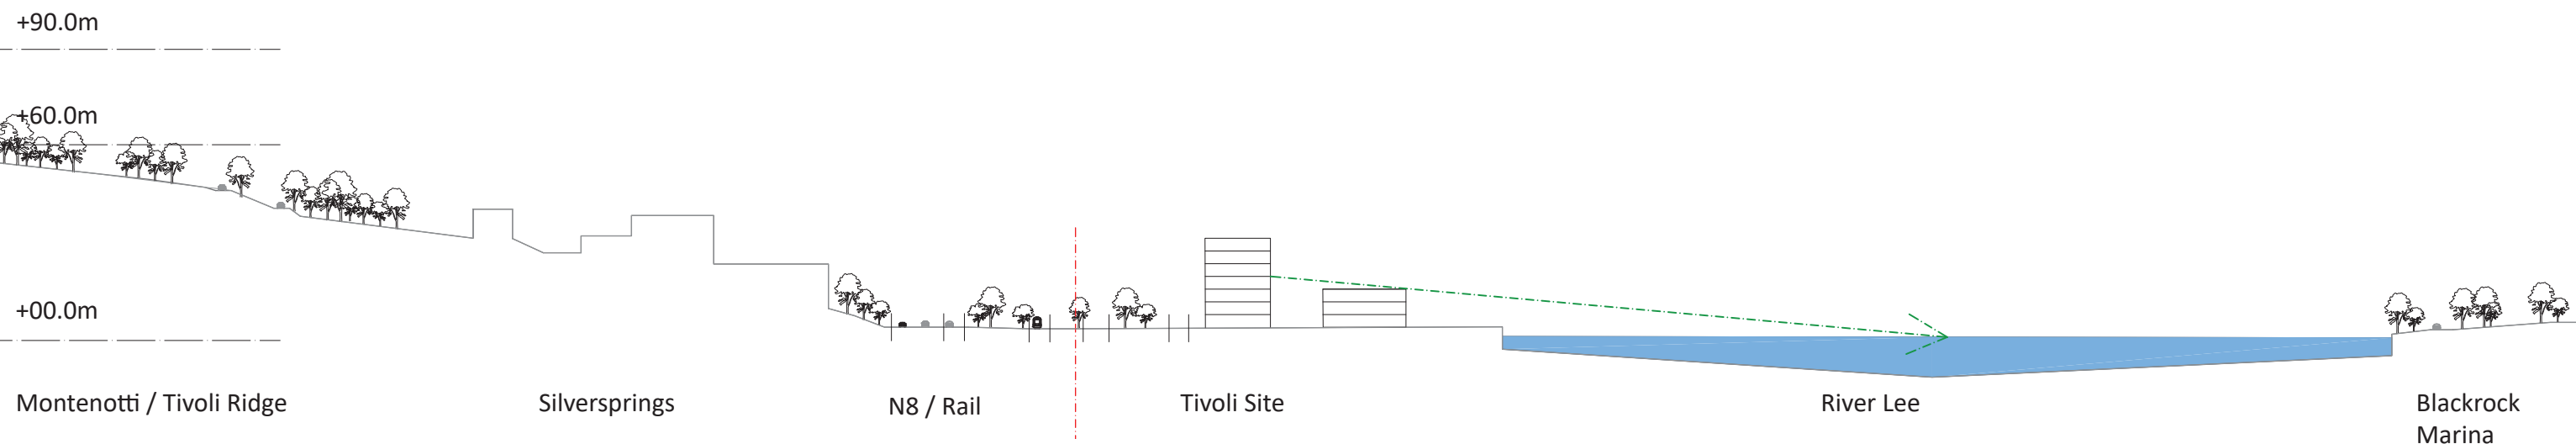 +90.0m
+60.0m
+00.0m
Montenotti / Tivoli Ridge
Silversprings
N8 / Rail
Tivoli Site
River Lee
Blackrock
Marina